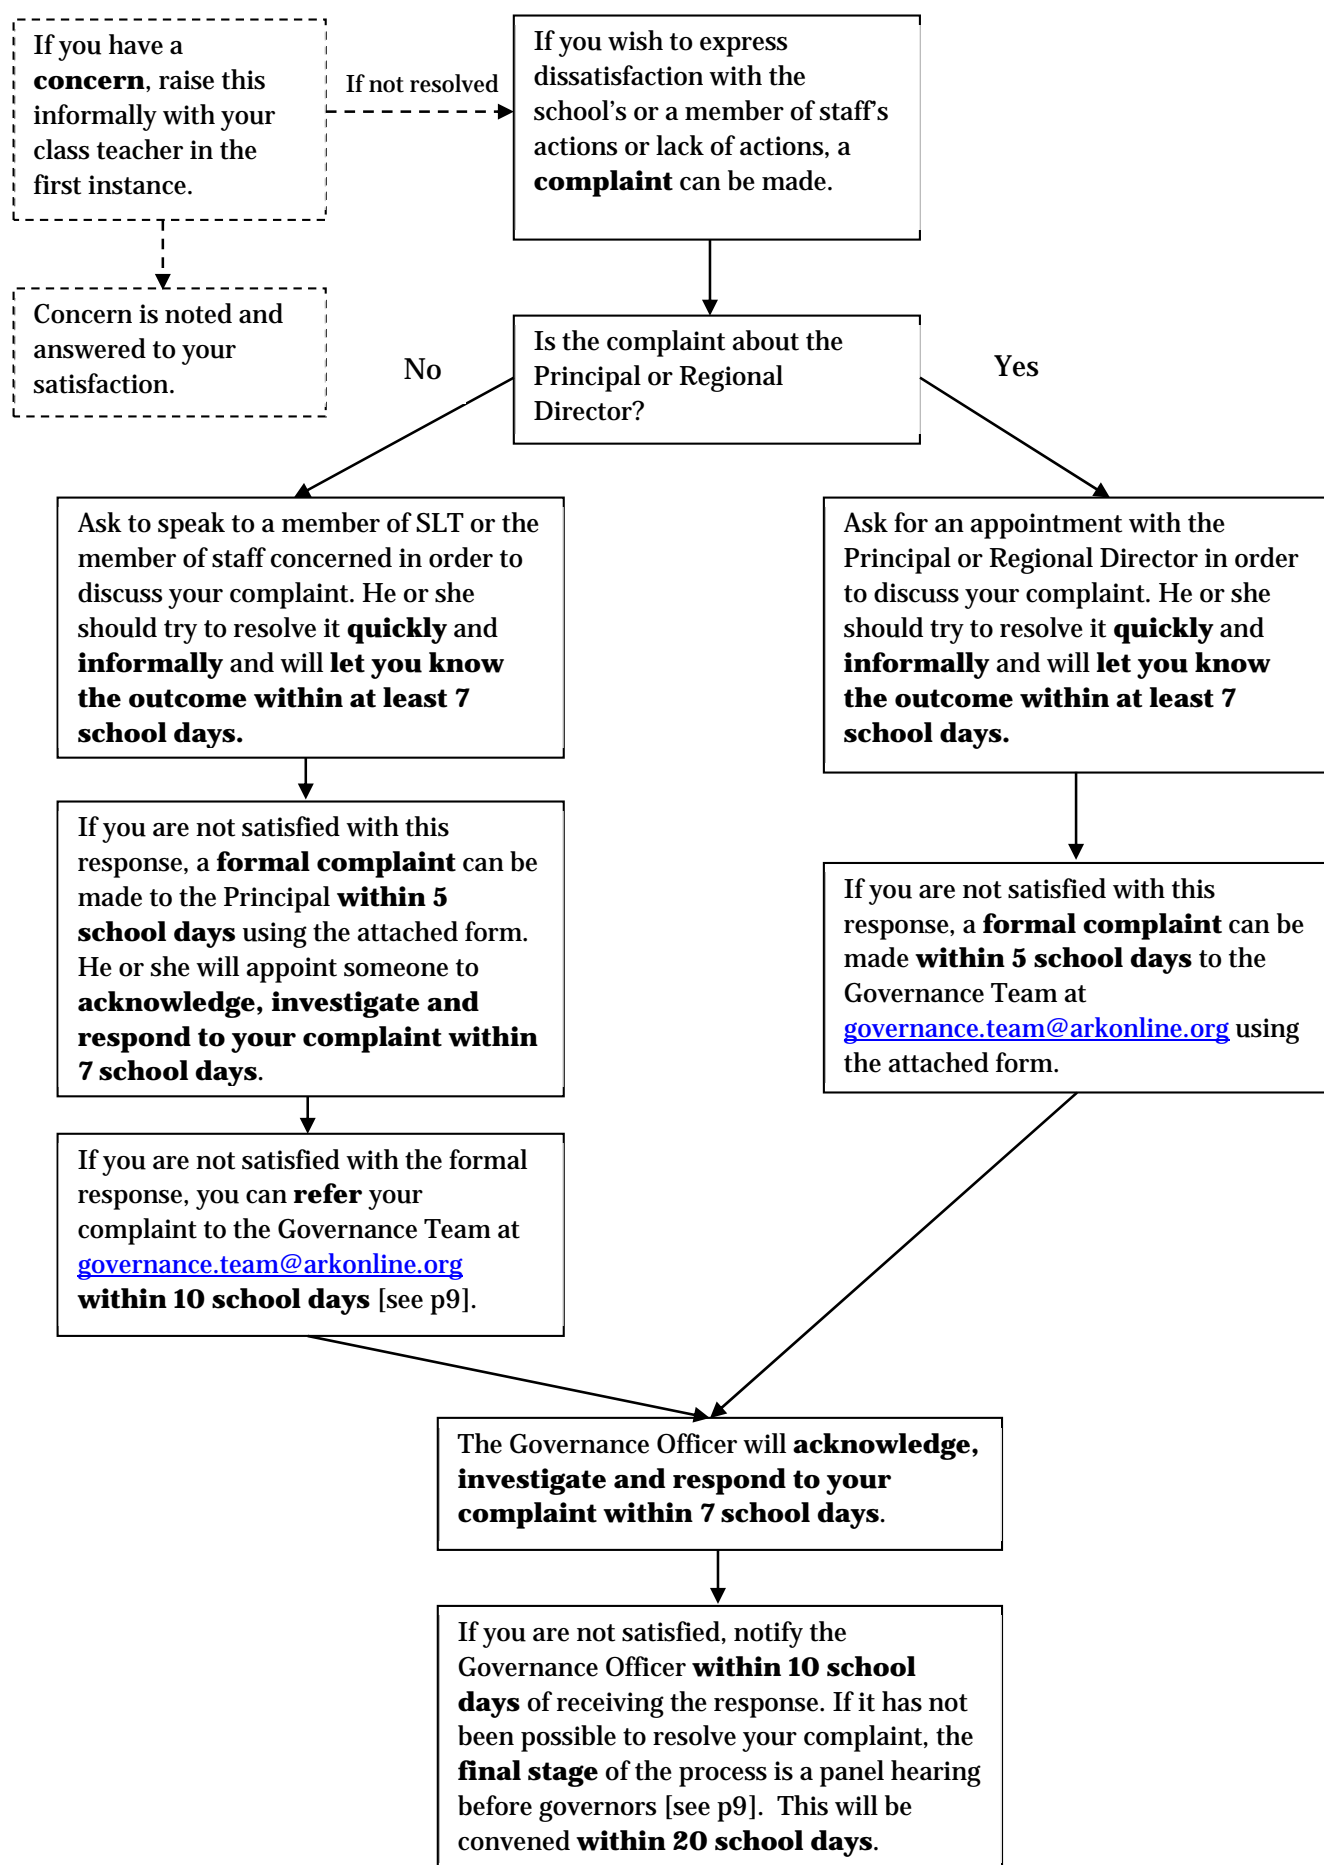 If you have a
concern, raise this
informally with your
class teacher in the
first instance.
If not resolved
If you wish to express
dissatisfaction with the
school's or a member of staff's
actions or lack of actions, a
complaint can be made.
Concern is noted and
answered to your
satisfaction.
No
Is the complaint about the
Principal or Regional
Director?
Yes
Ask to speak to a member of SLT or the
member of staff concerned in order to
discuss your complaint. He or she
should try to resolve it quickly and
informally and will let you know
the outcome within at least 7
school days.
Ask for an appointment with the
Principal or Regional Director in order
to discuss your complaint. He or she
should try to resolve it quickly and
informally and will let you know
the outcome within at least 7
school days.
If you are not satisfied with this
response, a formal complaint can be
made to the Principal within 5
school days using the attached form.
He or she will appoint someone to
acknowledge, investigate and
respond to your complaint within
7 school days.
If you are not satisfied with this
response, a formal complaint can be
made within 5 school days to the
Governance Team at
governance.team@arkonline.org using
the attached form.
If you are not satisfied with the formal
response, you can refer your
complaint to the Governance Team at
governance.team@arkonline.org
within 10 school days [see p9].
The Governance Officer will acknowledge,
investigate and respond to your
complaint within 7 school days.
If you are not satisfied, notify the
Governance Officer within 10 school
days of receiving the response. If it has not
been possible to resolve your complaint, the
final stage of the process is a panel hearing
before governors [see p9]. This will be
convened within 20 school days.